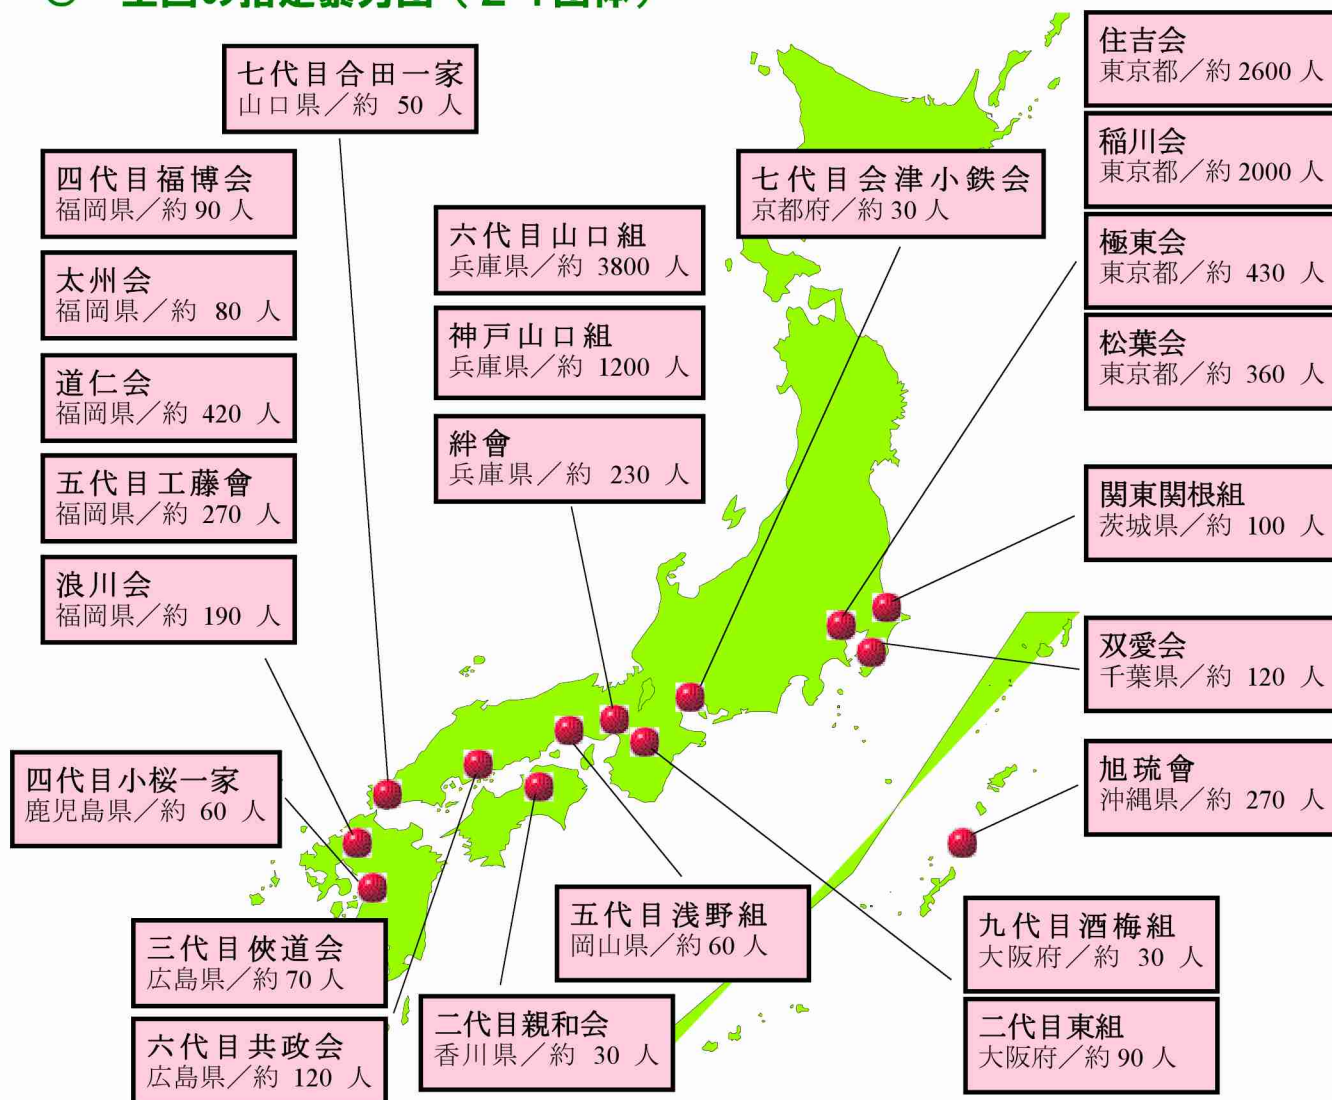 全国の指定暴力団（２４団体）
七代目合田一家
山口県／約 50 人
四代目福博会
福岡県／約 90 人
太州会
福岡県／約 80 人
道仁会
福岡県／約 420 人
五代目工藤會
福岡県／約 270 人
浪川会
福岡県／約 190 人
四代目小桜一家
鹿児島県／約 60 人
六代目山口組
兵庫県／約 3800 人
神戸山口組
兵庫県／約 1200 人
絆會
兵庫県／約 230 人
七代目会津小鉄会
京都府／約 30 人
住吉会
東京都／約 2600 人
稲川会
東京都／約 2000 人
極東会
東京都／約 430 人
松葉会
東京都／約 360 人
関東関根組
茨城県／約 100 人
双愛会
千葉県／約 120 人
旭琉會
沖縄県／約 270 人
三代目俠道会
広島県／約 70 人
六代目共政会
広島県／約 120 人
二代目親和会
香川県／約 30 人
五代目浅野組
岡山県／約 60 人
九代目酒梅組
大阪府／約 30 人
二代目東組
大阪府／約 90 人